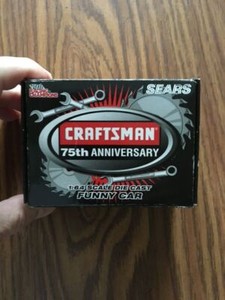 SEARS
CRAFTSMAN
75th ANNIVERSARY
1:64 SCALE DIE CAST
FUNNY CAR